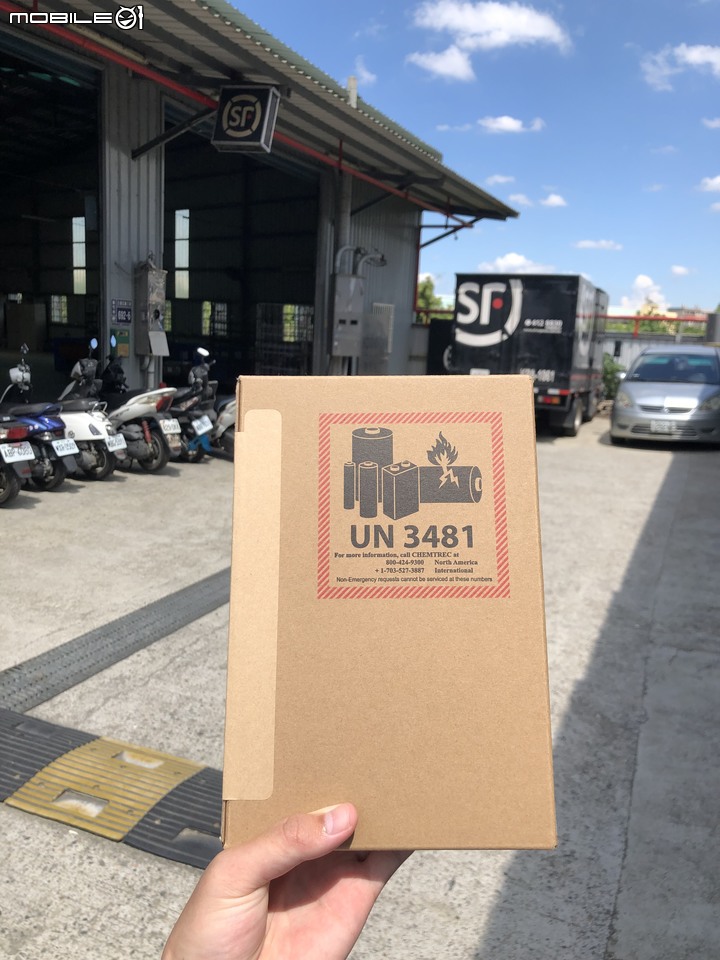 MOBILE01
SF
SF
UN 3481
For more information, call CHEMTREC at
800-424-9300 North America
+ 1-703-527-3887 International
Non-Emergency requests cannot be serviced at these numbers